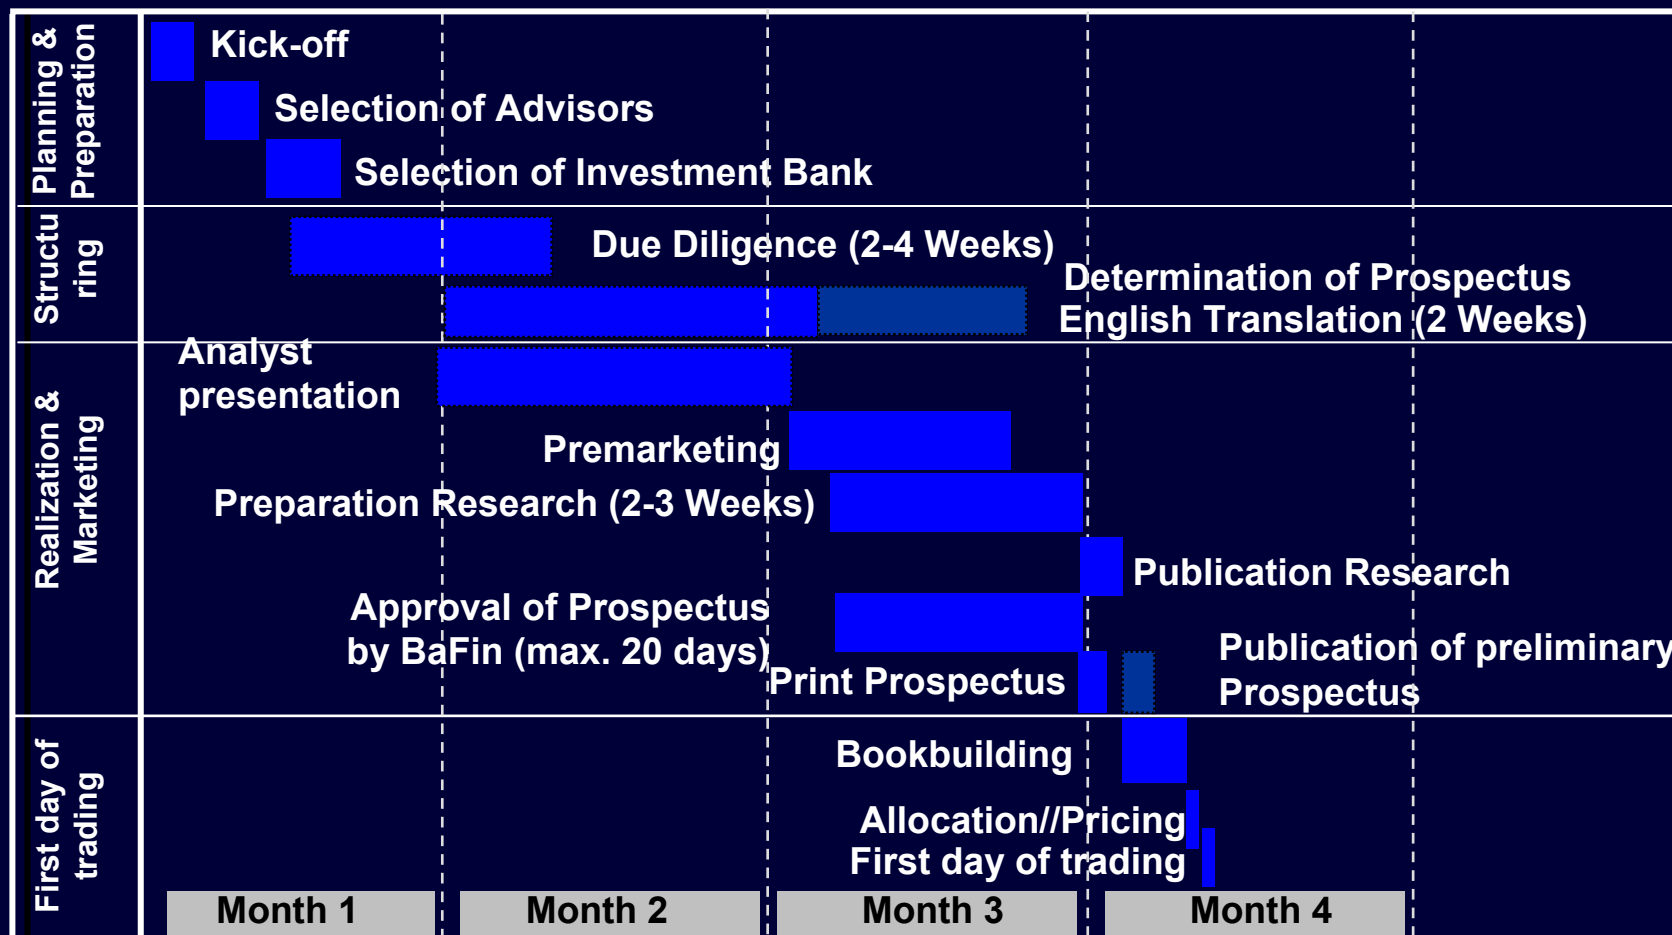 Planning &
Preparation
Kick-off
Selection of Advisors
Selection of Investment Bank
Structu
ring
Due Diligence (2-4 Weeks)
Determination of Prospectus
English Translation (2 Weeks)
Realization &
Marketing
Analyst
presentation
Premarketing
Preparation Research (2-3 Weeks)
Publication Research
Approval of Prospectus
by BaFin (max. 20 days)
Print Prospectus
Publication of preliminary
Prospectus
First day of
trading
Bookbuilding
Allocation//Pricing
First day of trading
Month 1
Month 2
Month 3
Month 4